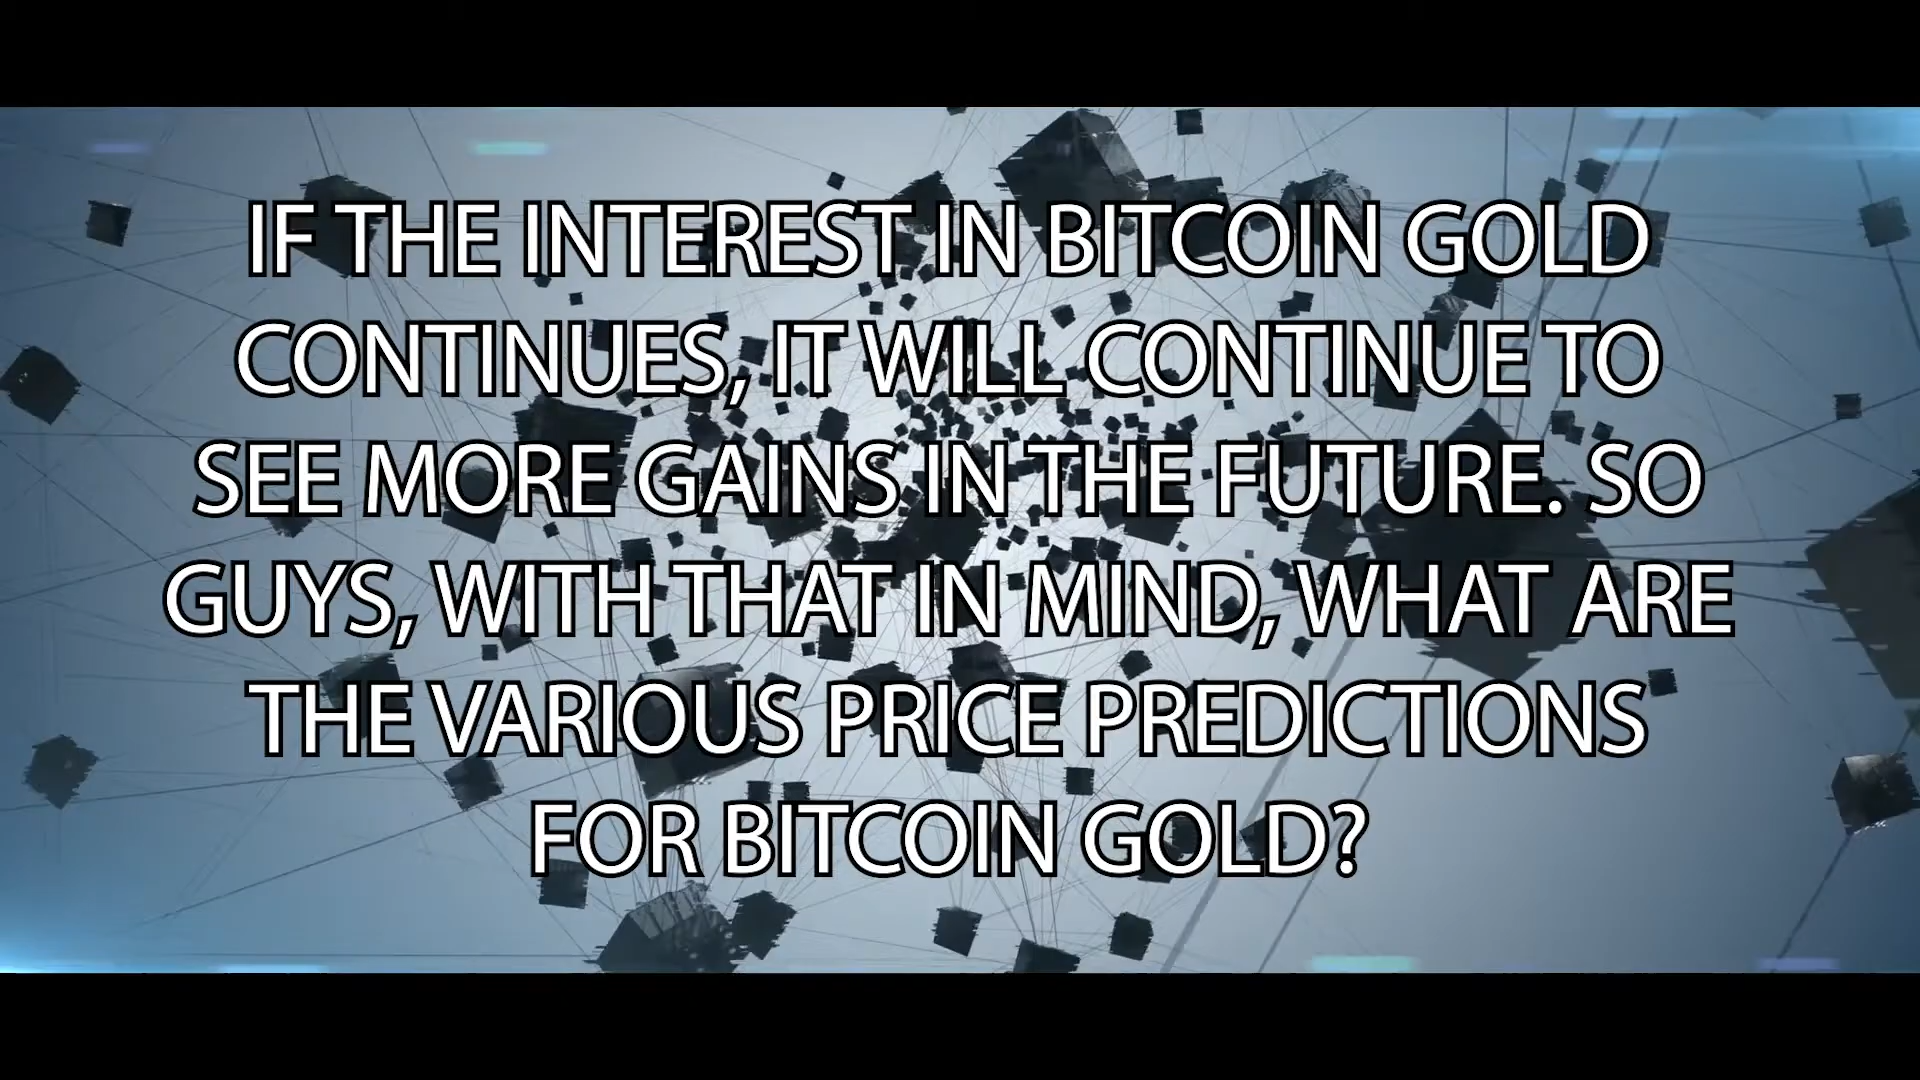 IF THE INTEREST IN BITCOIN GOLD
CONTINUES, IT WILL CONTINUE TO
SEE MORE GAINS IN THE FUTURE. SO
GUYS, WITH THAT IN MIND, WHAT ARE
THE VARIOUS PRICE PREDICTIONS
FOR BITCOIN GOLD?